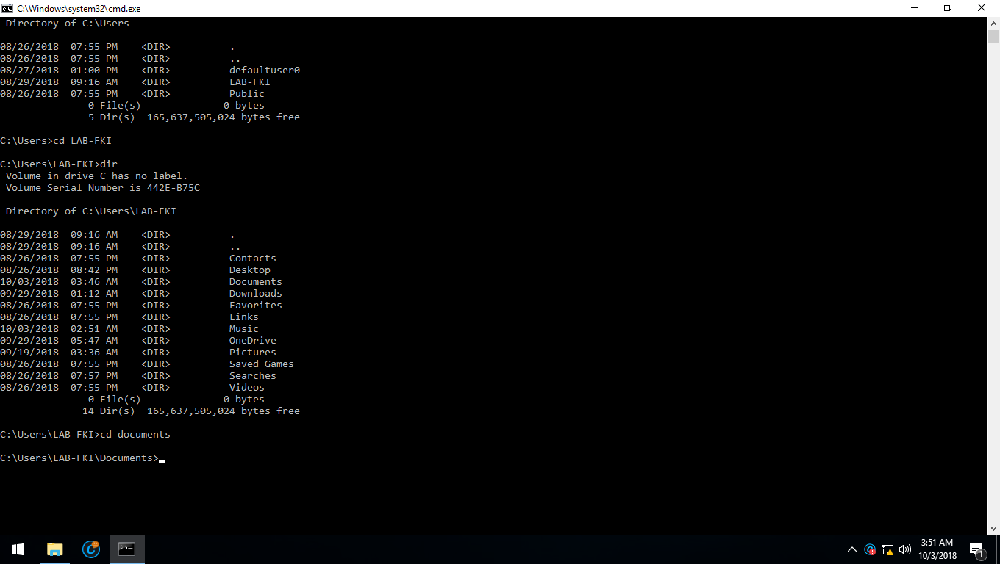 C:\Windows\system32\cmd.exe
 Directory of C:\Users

08/26/2018  07:55 PM    <DIR>          .
08/26/2018  07:55 PM    <DIR>          ..
08/27/2018  01:00 PM    <DIR>          defaultuser0
08/29/2018  09:16 AM    <DIR>          LAB-FKI
08/26/2018  07:55 PM    <DIR>          Public
               0 File(s)              0 bytes
               5 Dir(s)  165,637,505,024 bytes free

C:\Users>cd LAB-FKI

C:\Users\LAB-FKI>dir
 Volume in drive C has no label.
 Volume Serial Number is 442E-B75C

 Directory of C:\Users\LAB-FKI

08/29/2018  09:16 AM    <DIR>          .
08/29/2018  09:16 AM    <DIR>          ..
08/26/2018  07:55 PM    <DIR>          Contacts
08/26/2018  08:42 PM    <DIR>          Desktop
10/03/2018  03:46 AM    <DIR>          Documents
09/29/2018  01:12 AM    <DIR>          Downloads
08/26/2018  07:55 PM    <DIR>          Favorites
08/26/2018  07:55 PM    <DIR>          Links
10/03/2018  02:51 AM    <DIR>          Music
09/29/2018  05:47 AM    <DIR>          OneDrive
09/19/2018  03:36 AM    <DIR>          Pictures
08/26/2018  07:55 PM    <DIR>          Saved Games
08/26/2018  07:57 PM    <DIR>          Searches
08/26/2018  07:55 PM    <DIR>          Videos
               0 File(s)              0 bytes
              14 Dir(s)  165,637,505,024 bytes free

C:\Users\LAB-FKI>cd documents

C:\Users\LAB-FKI\Documents>
3:51 AM
10/3/2018
1